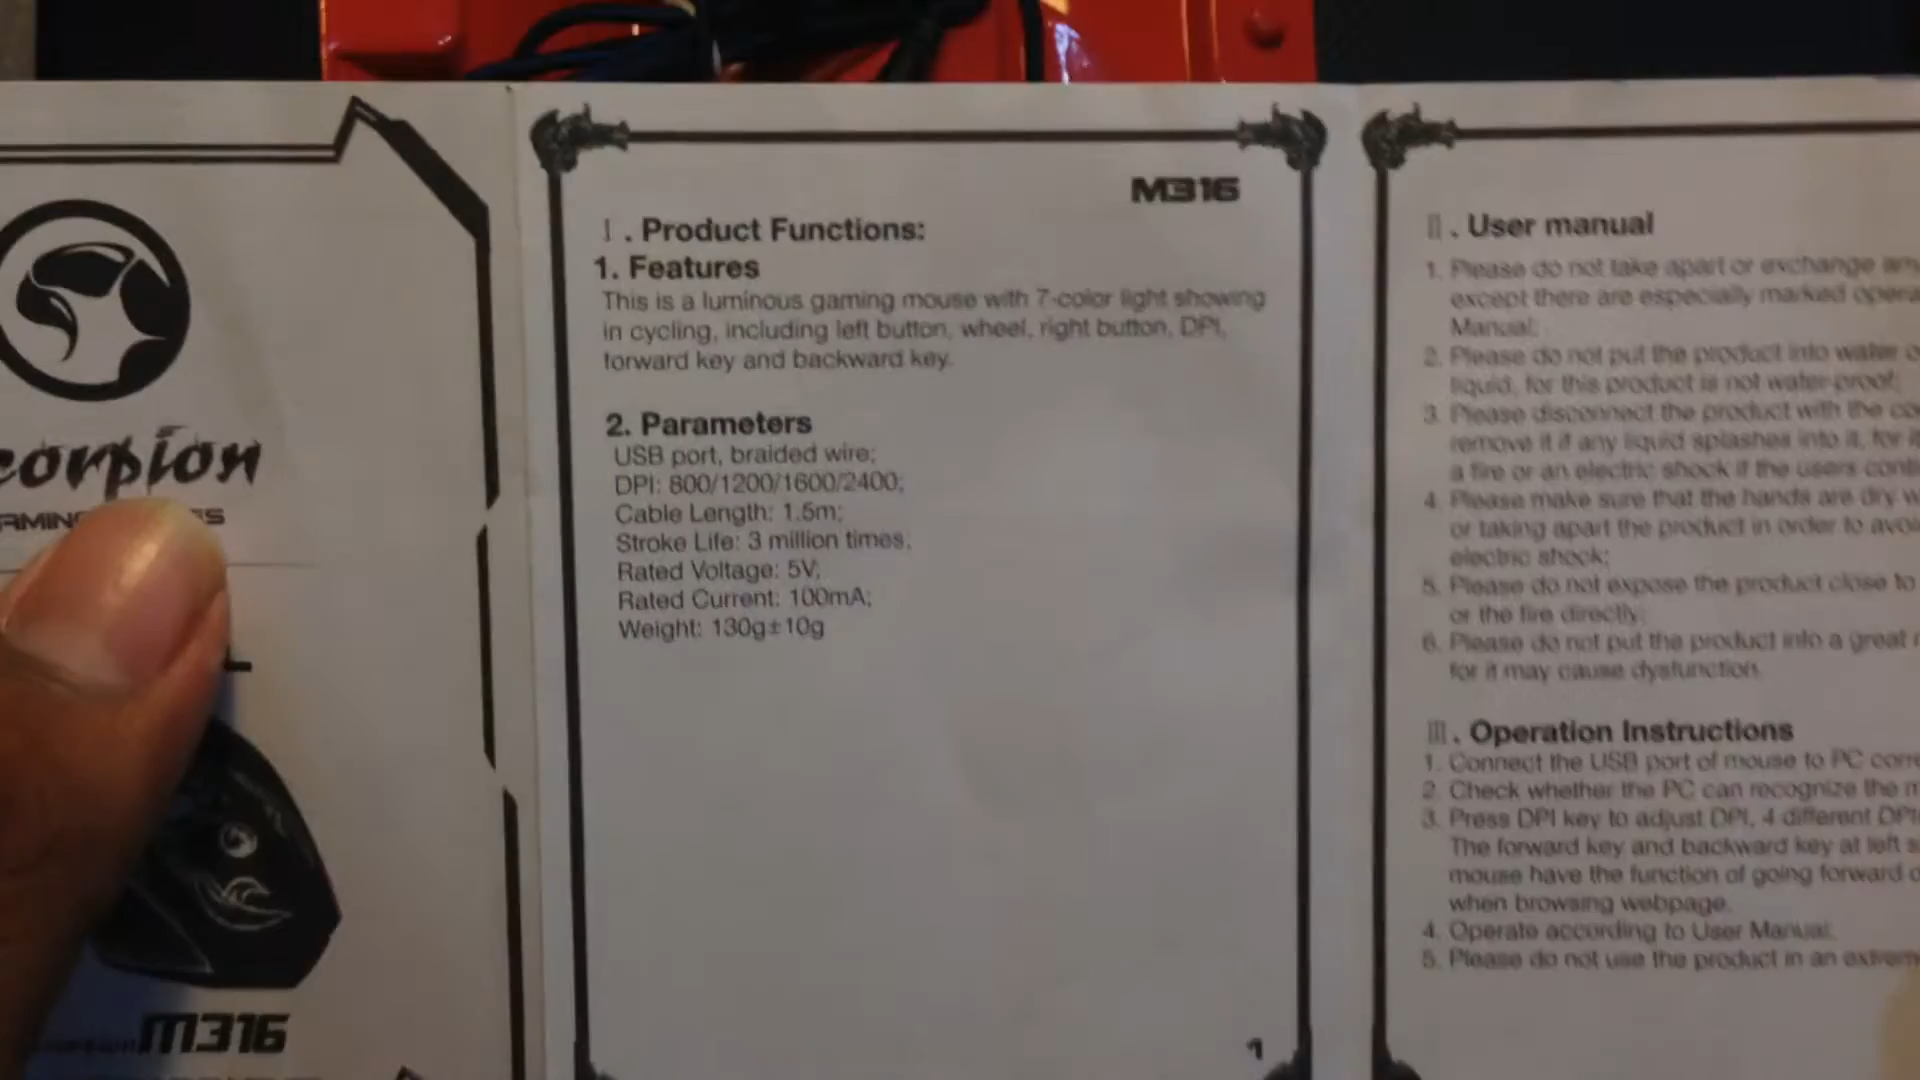 corpion
M316
M316
Ⅰ. Product Functions:
1. Features
This is a luminous gaming mouse with 7-color light showing
in cycling, including left button, wheel, right button, DPI,
forward key and backward key.
2. Parameters
USB port, braided wire;
DPI: 800/1200/1600/2400;
Cable Length: 1.5m;
Stroke Life: 3 million times;
Rated Voltage: 5V;
Rated Current: 100mA;
Weight: 130g±10g
1
Ⅱ. User manual
1. Please do not take apart or exchange any
except there are especially marked opera
Manual;
2. Please do not put the product into water o
liquid, for this product is not water-proof;
3. Please disconnect the product with the co
remove it if any liquid splashes into it, for it
a fire or an electric shock if the users conti
4. Please make sure that the hands are dry w
or taking apart the product in order to avoi
electric shock;
5. Please do not expose the product close to
or the fire directly;
6. Please do not put the product into a great
for it may cause dysfunction.
Ⅲ. Operation Instructions
1. Connect the USB port of mouse to PC corre
2. Check whether the PC can recognize the m
3. Press DPI key to adjust DPI, 4 different DPI
The forward key and backward key at left s
mouse have the function of going forward o
when browsing webpage.
4. Operate according to User Manual.
5. Please do not use the product in an extrem